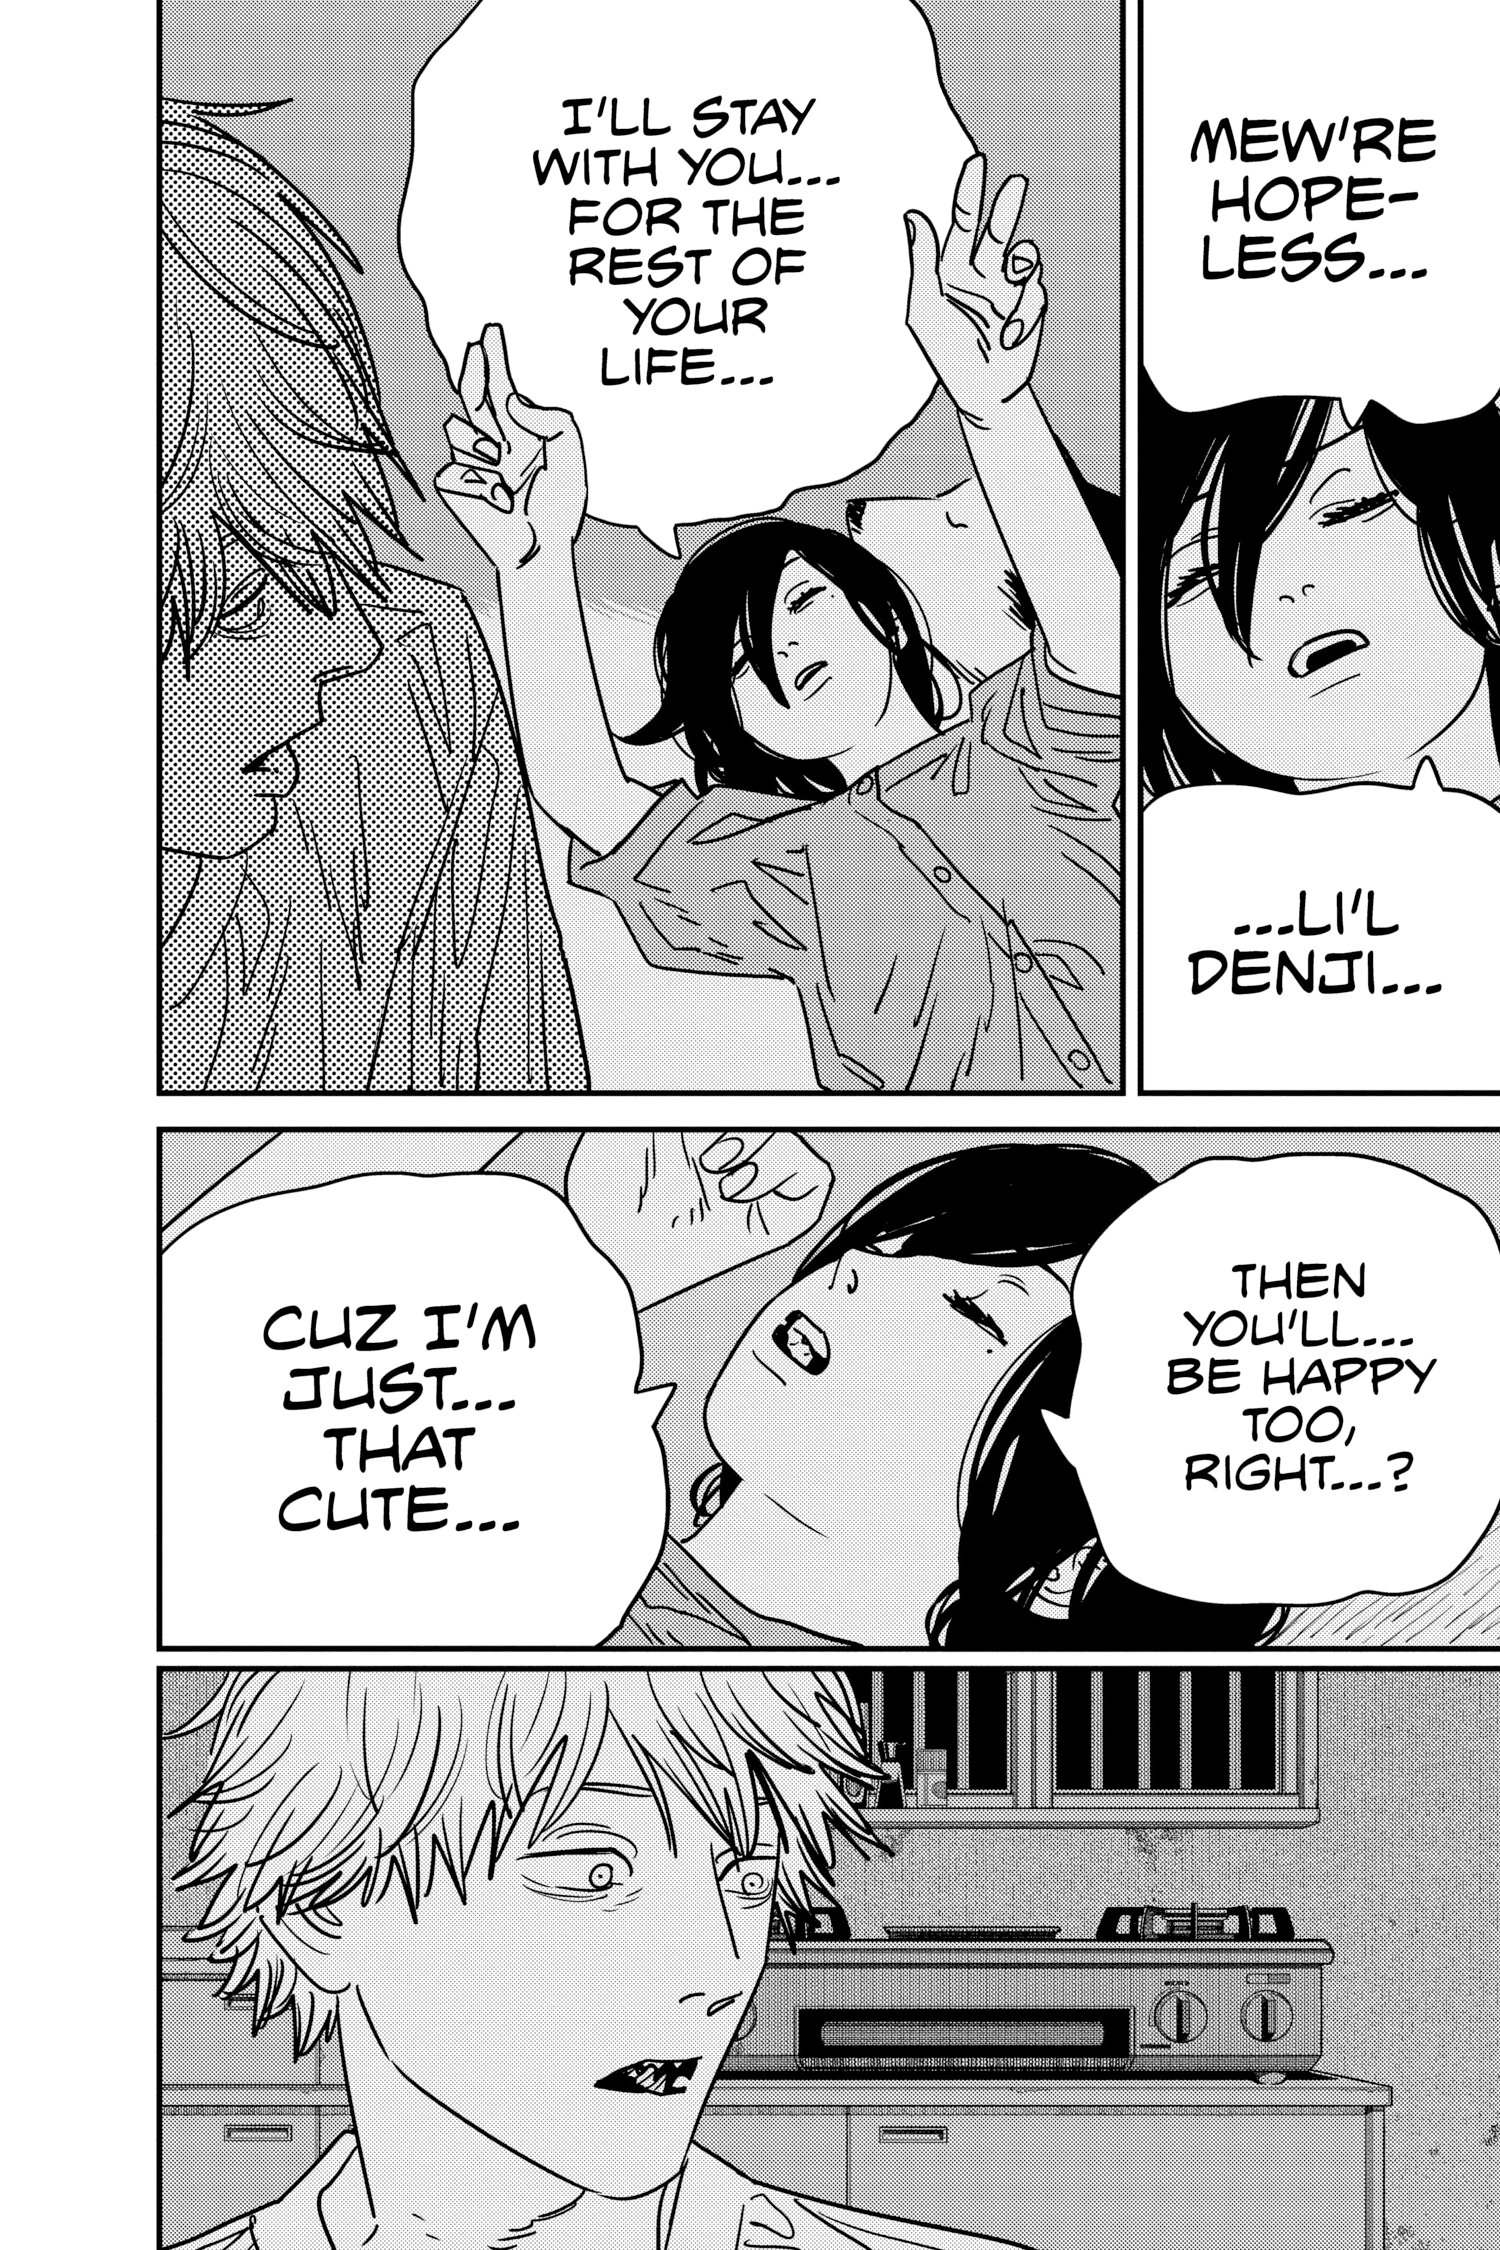 MEW'RE
HOPE-
LESS...
...LI'L
DENJI...
I'LL STAY
WITH YOU...
FOR THE
REST OF
YOUR
LIFE...
THEN
YOU'LL...
BE HAPPY
TOO,
RIGHT...?
CUZ I'M
JUST...
THAT
CUTE...